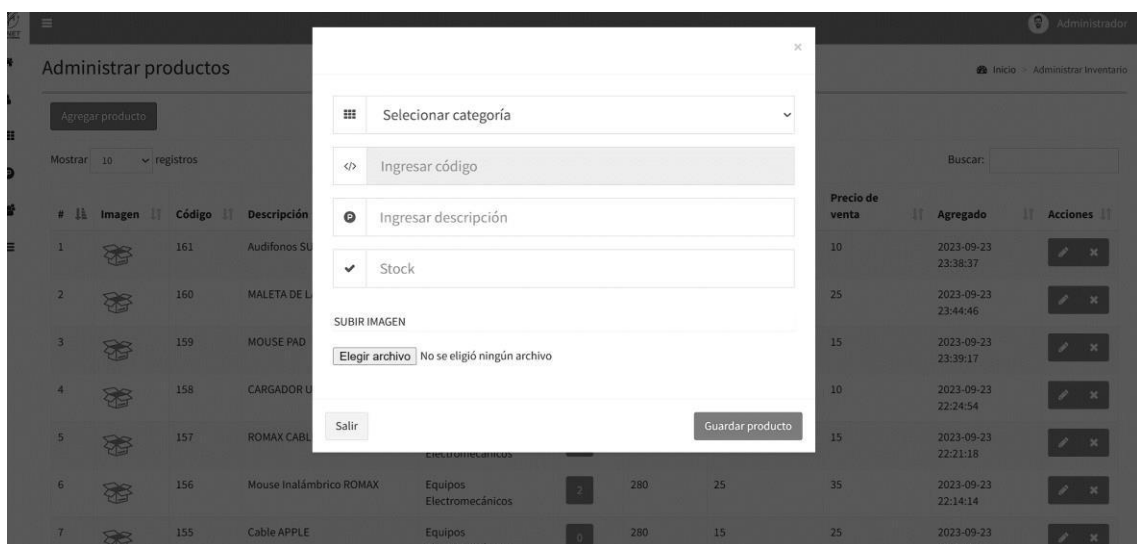 Administrador
Administrar productos
Inicio - Administrar Inventario
Agregar producto
Mostrar 10 registros
Buscar:
# Imagen Código Descripción
Precio de venta
Agregado
Acciones
1 161 Audifonos SU 10 2023-09-23 23:38:37
2 160 MALETA DE 25 2023-09-23 23:44:46
3 159 MOUSE PAD 15 2023-09-23 23:39:17
4 158 CARGADOR U 10 2023-09-23 22:24:54
5 157 ROMAX CABL Electromecánicos 15 2023-09-23 22:21:18
6 156 Mouse Inalámbrico ROMAX Equipos Electromecánicos 2 280 25 35 2023-09-23 22:14:14
7 155 Cable APPLE Equipos 0 280 15 25 2023-09-23
×
Selecionar categoría
Ingresar código
Ingresar descripción
Stock
SUBIR IMAGEN
Elegir archivo No se eligió ningún archivo
Salir
Guardar producto